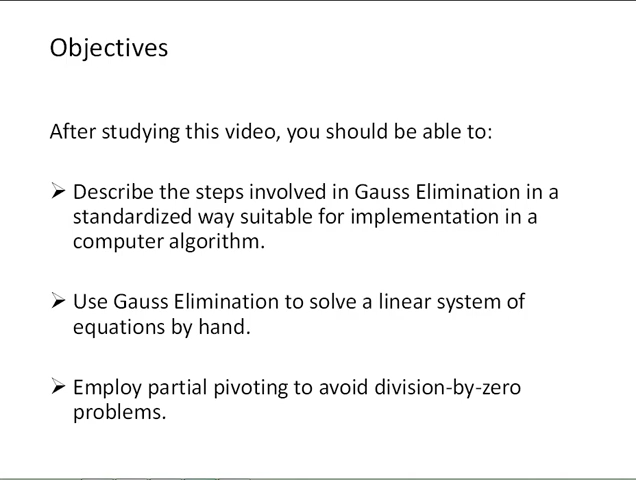 Objectives
After studying this video, you should be able to:
➢ Describe the steps involved in Gauss Elimination in a
standardized way suitable for implementation in a
computer algorithm.
➢ Use Gauss Elimination to solve a linear system of
equations by hand.
➢ Employ partial pivoting to avoid division-by-zero
problems.